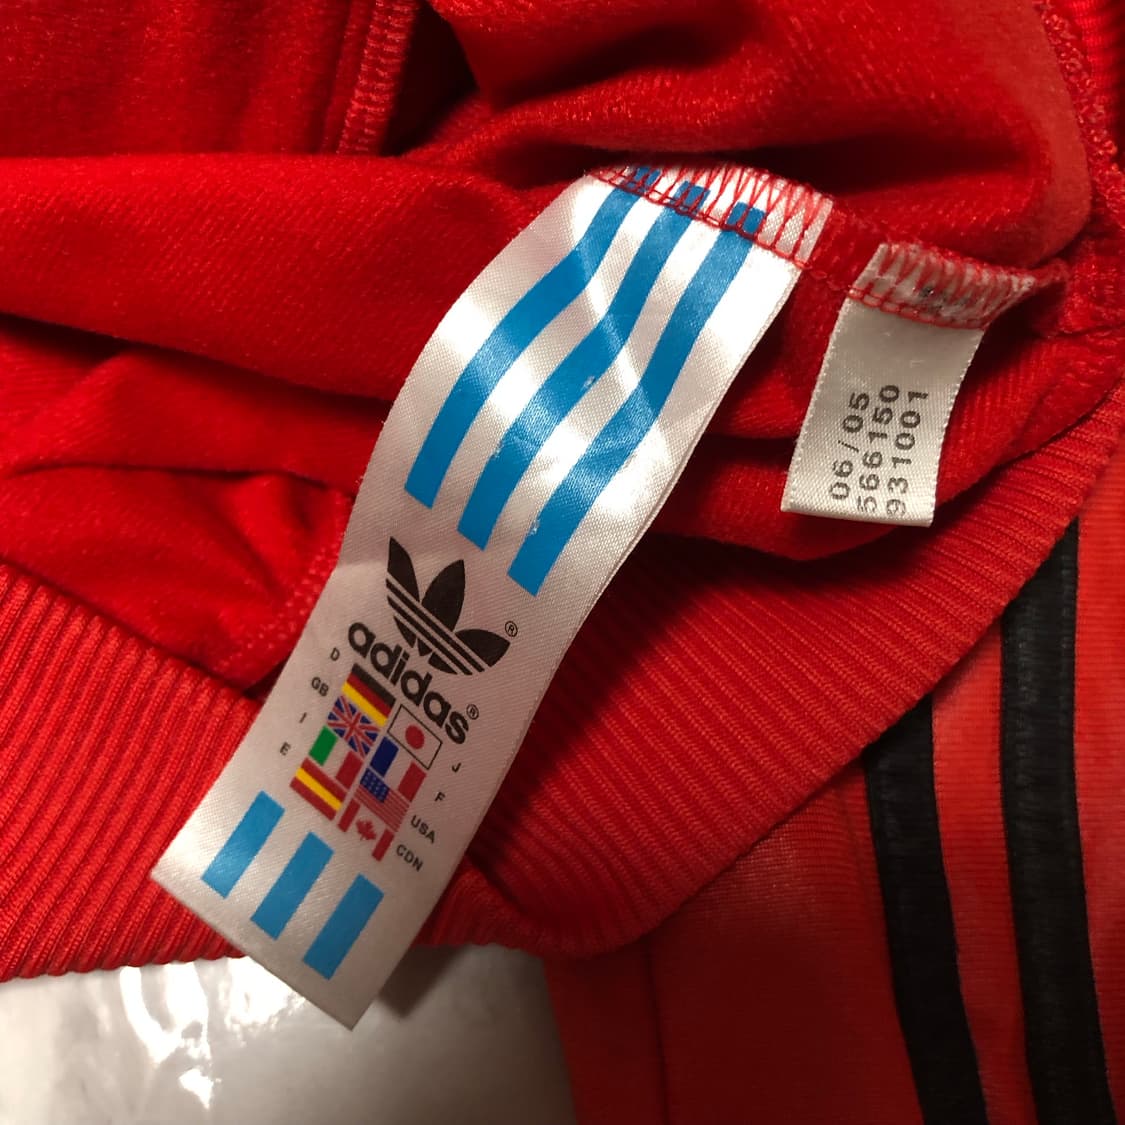 adidas®
®
D
GB
I
E
J
F
USA
CDN
06/05
566150
931001